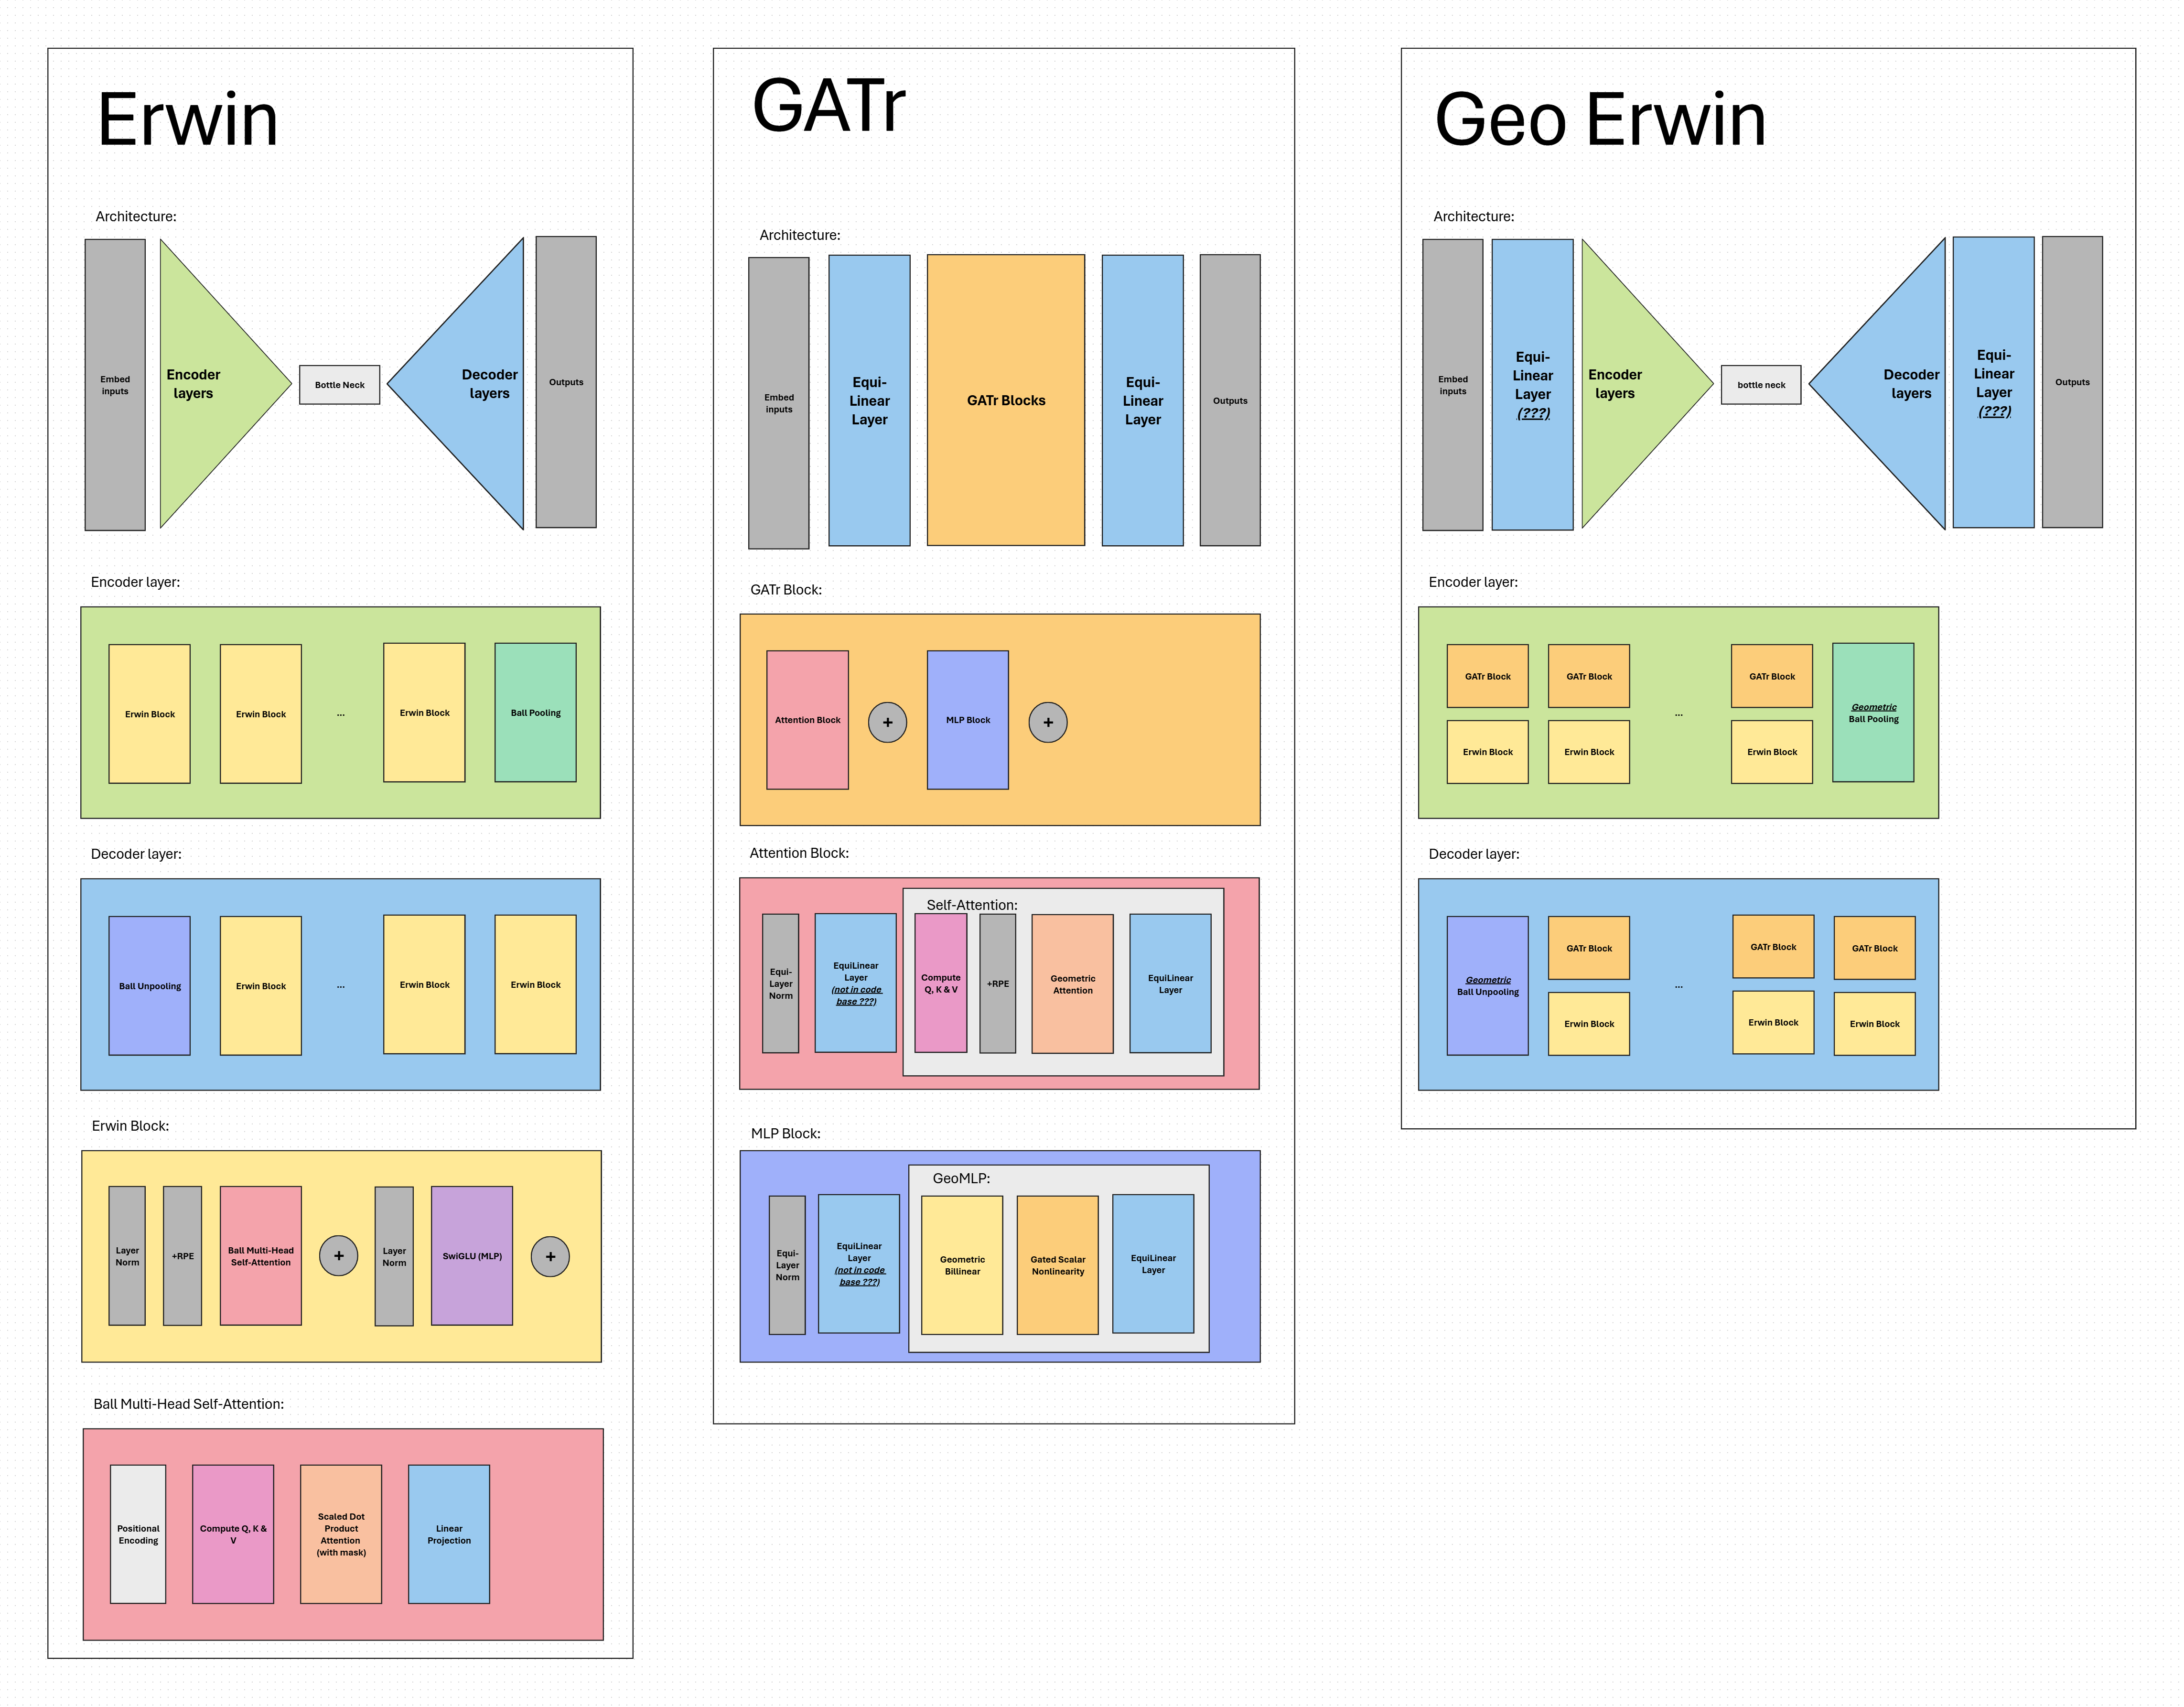 Erwin
Architecture:
Embed
inputs
Encoder
layers
Bottle Neck
Decoder
layers
Outputs
Encoder layer:
Erwin Block
Erwin Block
...
Erwin Block
Ball Pooling
Decoder layer:
Ball Unpooling
Erwin Block
...
Erwin Block
Erwin Block
Erwin Block:
Layer
Norm
+RPE
Ball Multi-Head
Self-Attention
+
Layer
Norm
SwiGLU (MLP)
+
Ball Multi-Head Self-Attention:
Positional
Encoding
Compute Q, K &
V
Scaled Dot
Product
Attention
(with mask)
Linear
Projection
GATr
Architecture:
Embed
inputs
Equi-
Linear
Layer
GATr Blocks
Equi-
Linear
Layer
Outputs
GATr Block:
Attention Block
+
MLP Block
+
Attention Block:
Equi-
Layer
Norm
EquiLinear
Layer
(not in code
base ???)
Self-Attention:
Compute
Q, K & V
+RPE
Geometric
Attention
EquiLinear
Layer
MLP Block:
Equi-
Layer
Norm
EquiLinear
Layer
(not in code
base ???)
GeoMLP:
Geometric
Billinear
Gated Scalar
Nonlinearity
EquiLinear
Layer
Geo Erwin
Architecture:
Embed
inputs
Equi-
Linear
Layer
(???)
Encoder
layers
bottle neck
Decoder
layers
Equi-
Linear
Layer
(???)
Outputs
Encoder layer:
GATr Block
GATr Block
GATr Block
Erwin Block
Erwin Block
...
Erwin Block
Geometric
Ball Pooling
Decoder layer:
Geometric
Ball Unpooling
GATr Block
GATr Block
GATr Block
Erwin Block
...
Erwin Block
Erwin Block